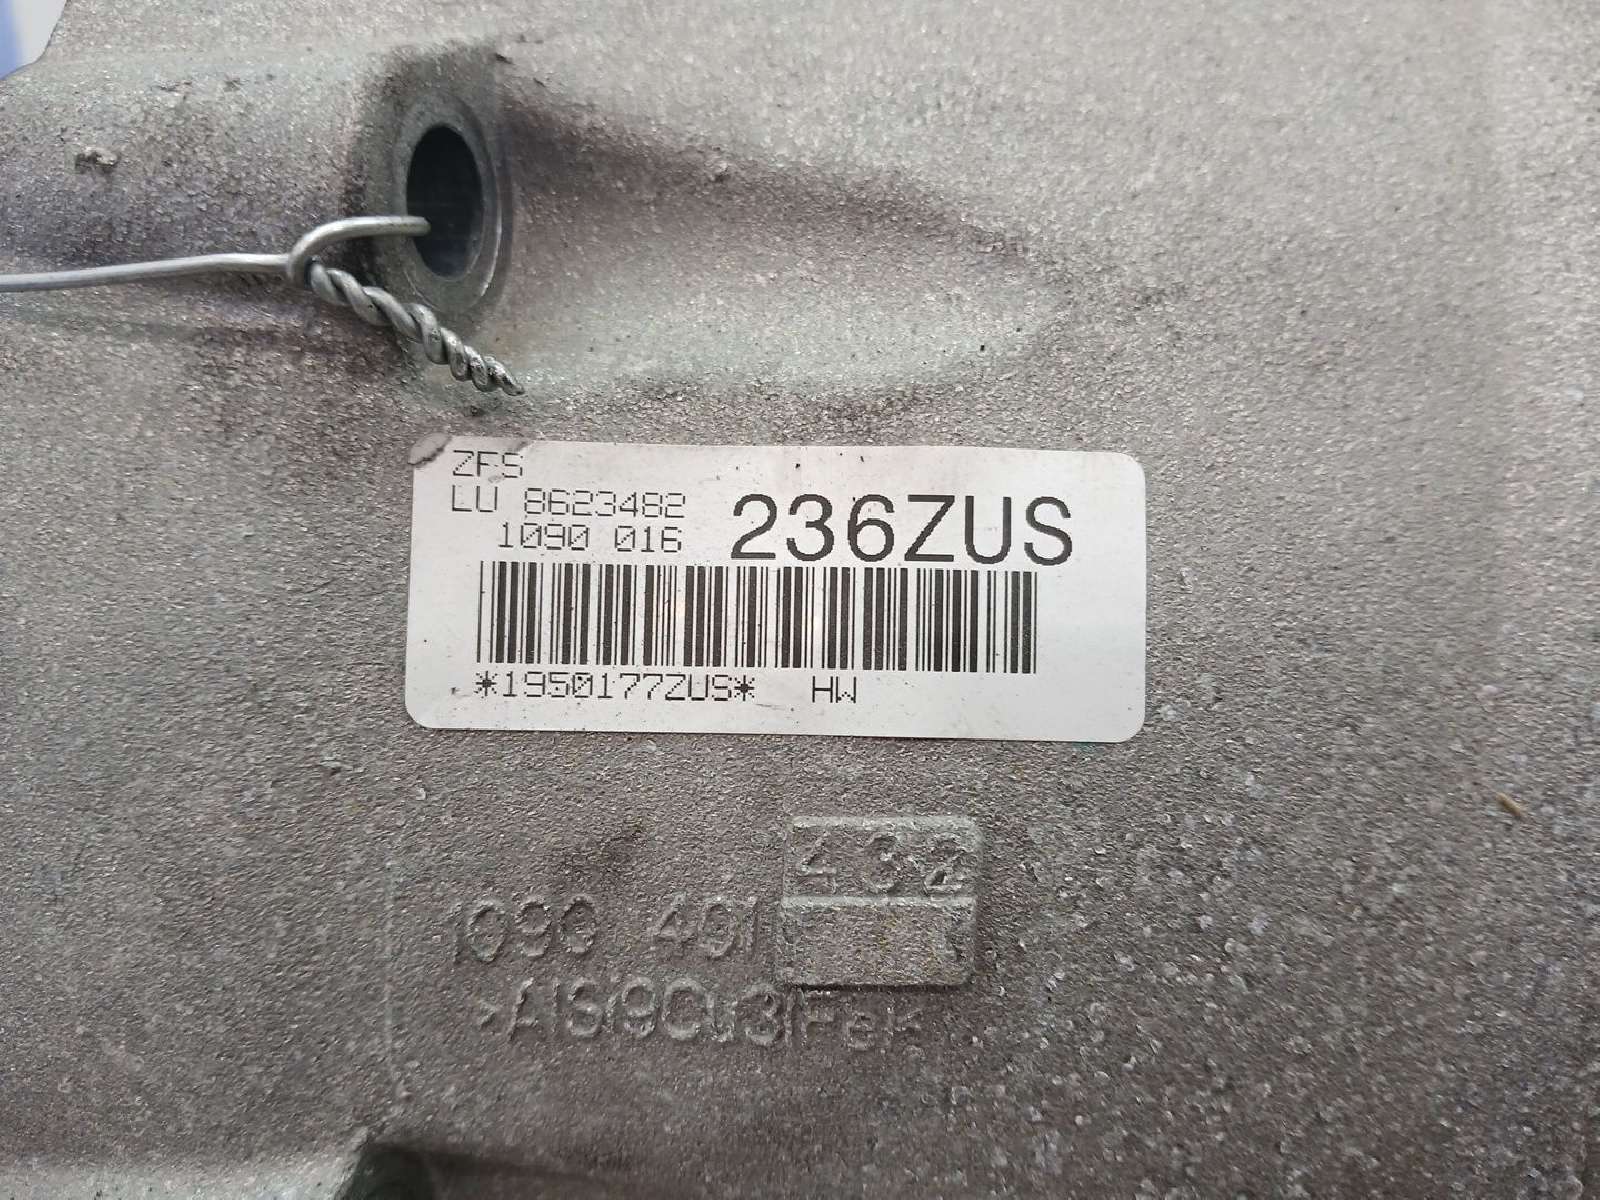 ZFS
LU 8623482
1090 016
236ZUS
*1950177ZUS* HW
432
1090 401
>AlSi9Cu3(Fe)<